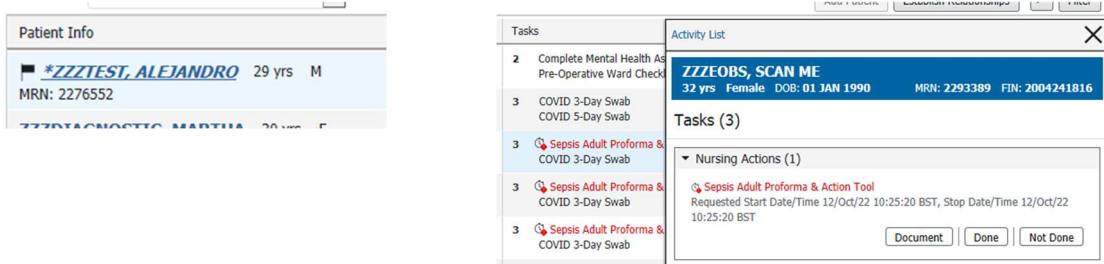 Patient Info
*ZZZTEST, ALEJANDRO 29 yrs M
MRN: 2276552
ZZZDIAGNOSTIC, MARTHA
Add Patient Establish Relationships Filter
Tasks
2 Complete Mental Health As
Pre-Operative Ward Checkl
3 COVID 3-Day Swab
COVID 5-Day Swab
3 Sepsis Adult Proforma &
COVID 3-Day Swab
3 Sepsis Adult Proforma &
COVID 3-Day Swab
3 Sepsis Adult Proforma &
COVID 3-Day Swab
Activity List
ZZZEOBS, SCAN ME
32 yrs Female DOB: 01 JAN 1990 MRN: 2293389 FIN: 2004241816
Tasks (3)
Nursing Actions (1)
Sepsis Adult Proforma & Action Tool
Requested Start Date/Time 12/Oct/22 10:25:20 BST, Stop Date/Time 12/Oct/22
10:25:20 BST
Document Done Not Done